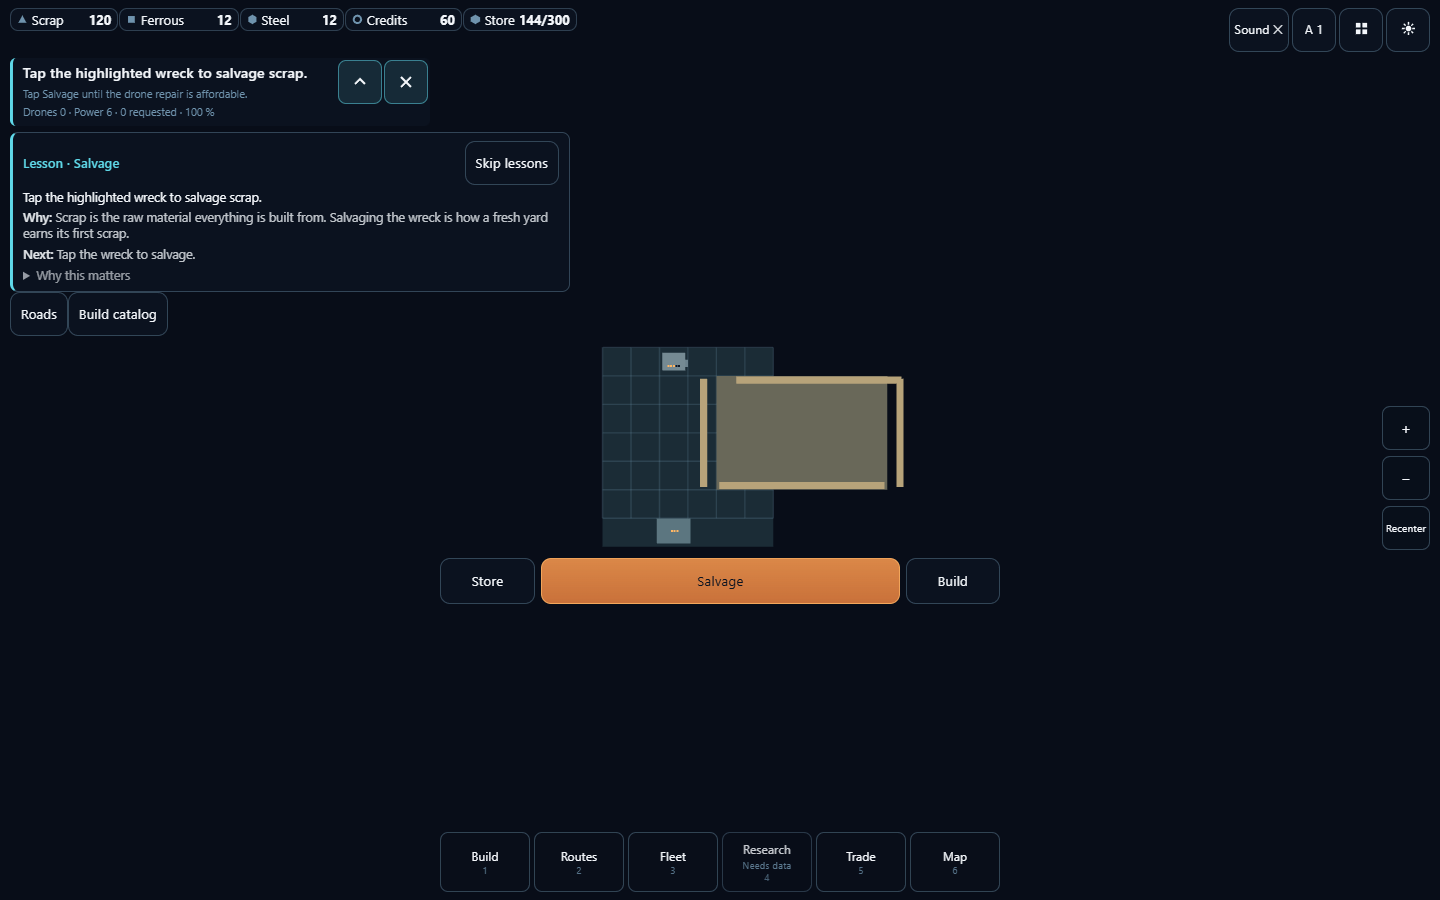 Scrap 120 Ferrous 12 Steel 12 Credits 60 Store 144/300
Sound A 1
Tap the highlighted wreck to salvage scrap.
Tap Salvage until the drone repair is affordable.
Drones 0 · Power 6 · 0 requested · 100 %
Lesson · Salvage
Skip lessons
Tap the highlighted wreck to salvage scrap.
Why: Scrap is the raw material everything is built from. Salvaging the wreck is how a fresh yard
earns its first scrap.
Next: Tap the wreck to salvage.
Why this matters
Roads Build catalog
+
−
Recenter
Store Salvage Build
Build Routes Fleet Research Trade Map
Needs data
1 2 3 4 5 6